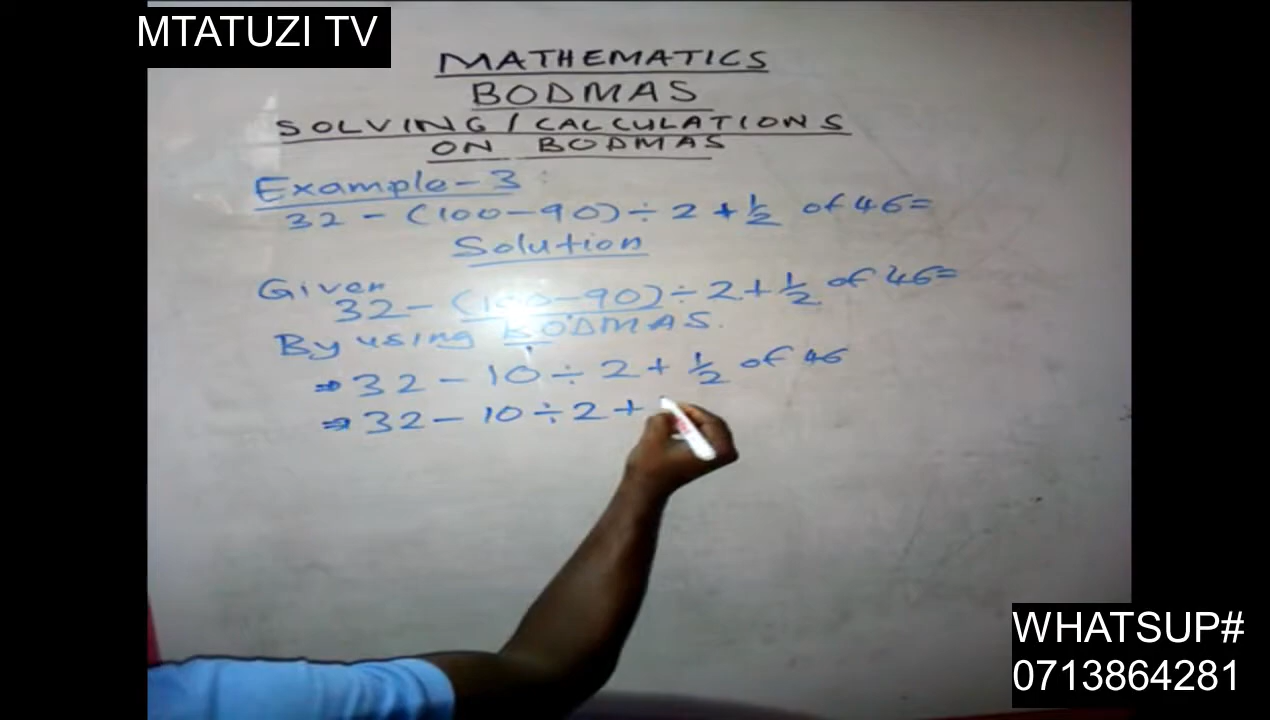 MTATUZI TV
MATHEMATICS
BODMAS
SOLVING / CALCULATIONS
ON BODMAS
Example-3:
32 - (100-90) ÷ 2 + 1/2 of 46=
Solution
Given
32 - (100-90) ÷ 2 + 1/2 of 46=
By using BODMAS.
⇒ 32 - 10 ÷ 2 + 1/2 of 46
⇒ 32 - 10 ÷ 2 +
WHATSUP#
0713864281